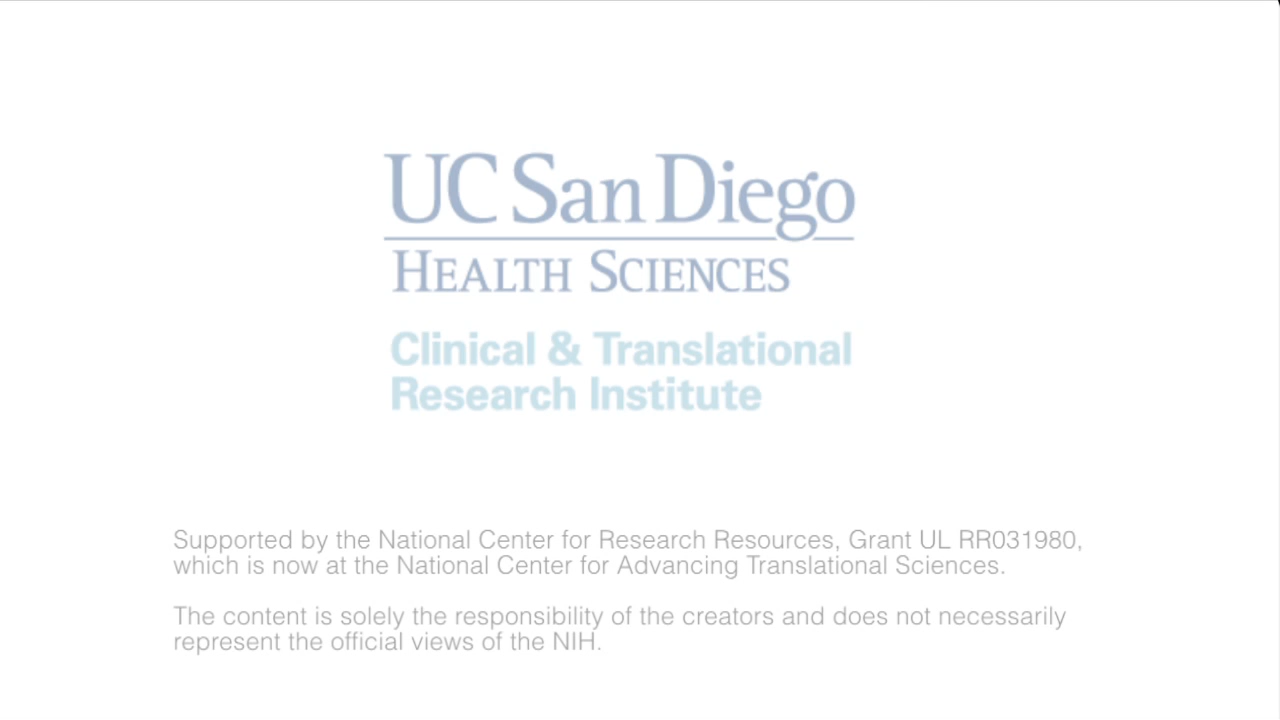 UC San Diego
HEALTH SCIENCES
Clinical & Translational
Research Institute
Supported by the National Center for Research Resources, Grant UL RR031980,
which is now at the National Center for Advancing Translational Sciences.
The content is solely the responsibility of the creators and does not necessarily
represent the official views of the NIH.